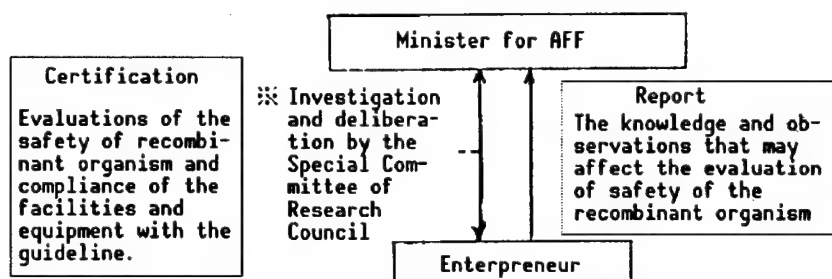 Minister for AFF
Certification
Evaluations of the
safety of recombi-
nant organism and
compliance of the
facilities and
equipment with the
guideline.
※ Investigation
and delibera-
tion by the
Special Com-
mittee of
Research
Council
Report
The knowledge and ob-
servations that may
affect the evaluation
of safety of the
recombinant organism
Enterpreneur